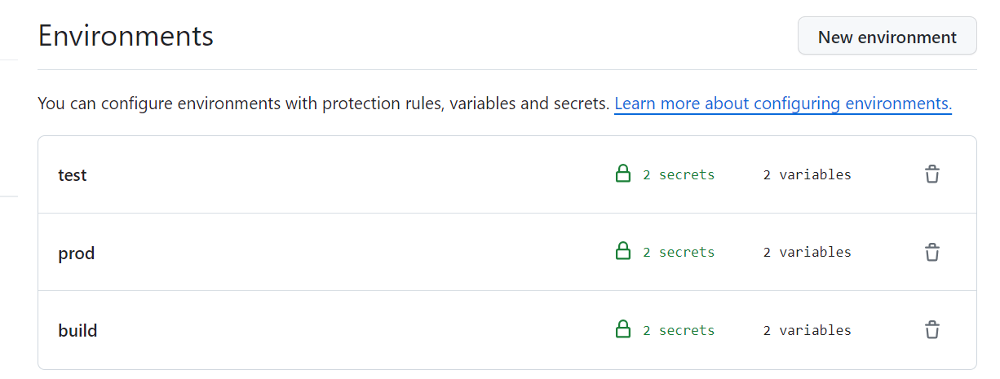 Environments
New environment
You can configure environments with protection rules, variables and secrets. Learn more about configuring environments.
test 2 secrets 2 variables
prod 2 secrets 2 variables
build 2 secrets 2 variables